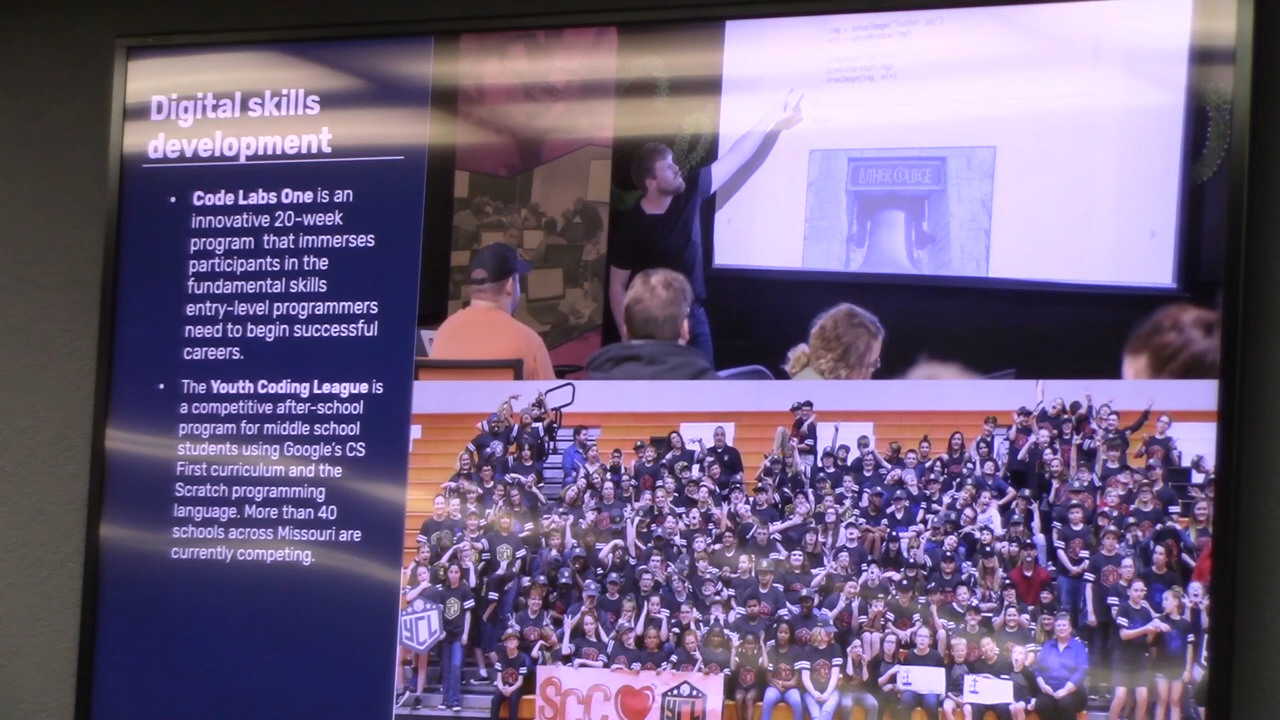 Digital skills
development
• Code Labs One is an
innovative 20-week
program that immerses
participants in the
fundamental skills
entry-level programmers
need to begin successful
careers.
• The Youth Coding League is
a competitive after-school
program for middle school
students using Google's CS
First curriculum and the
Scratch programming
language. More than 40
schools across Missouri are
currently competing.
LUTHER COLLEGE
YCL
SCC
YCL